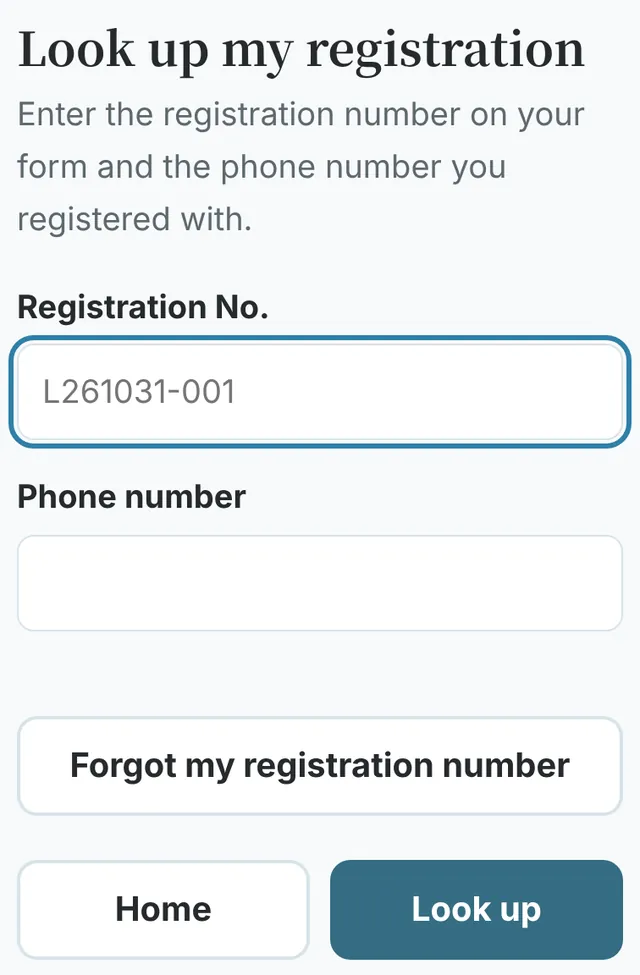 Look up my registration
Enter the registration number on your
form and the phone number you
registered with.
Registration No.
L261031-001
Phone number
Forgot my registration number
Home
Look up